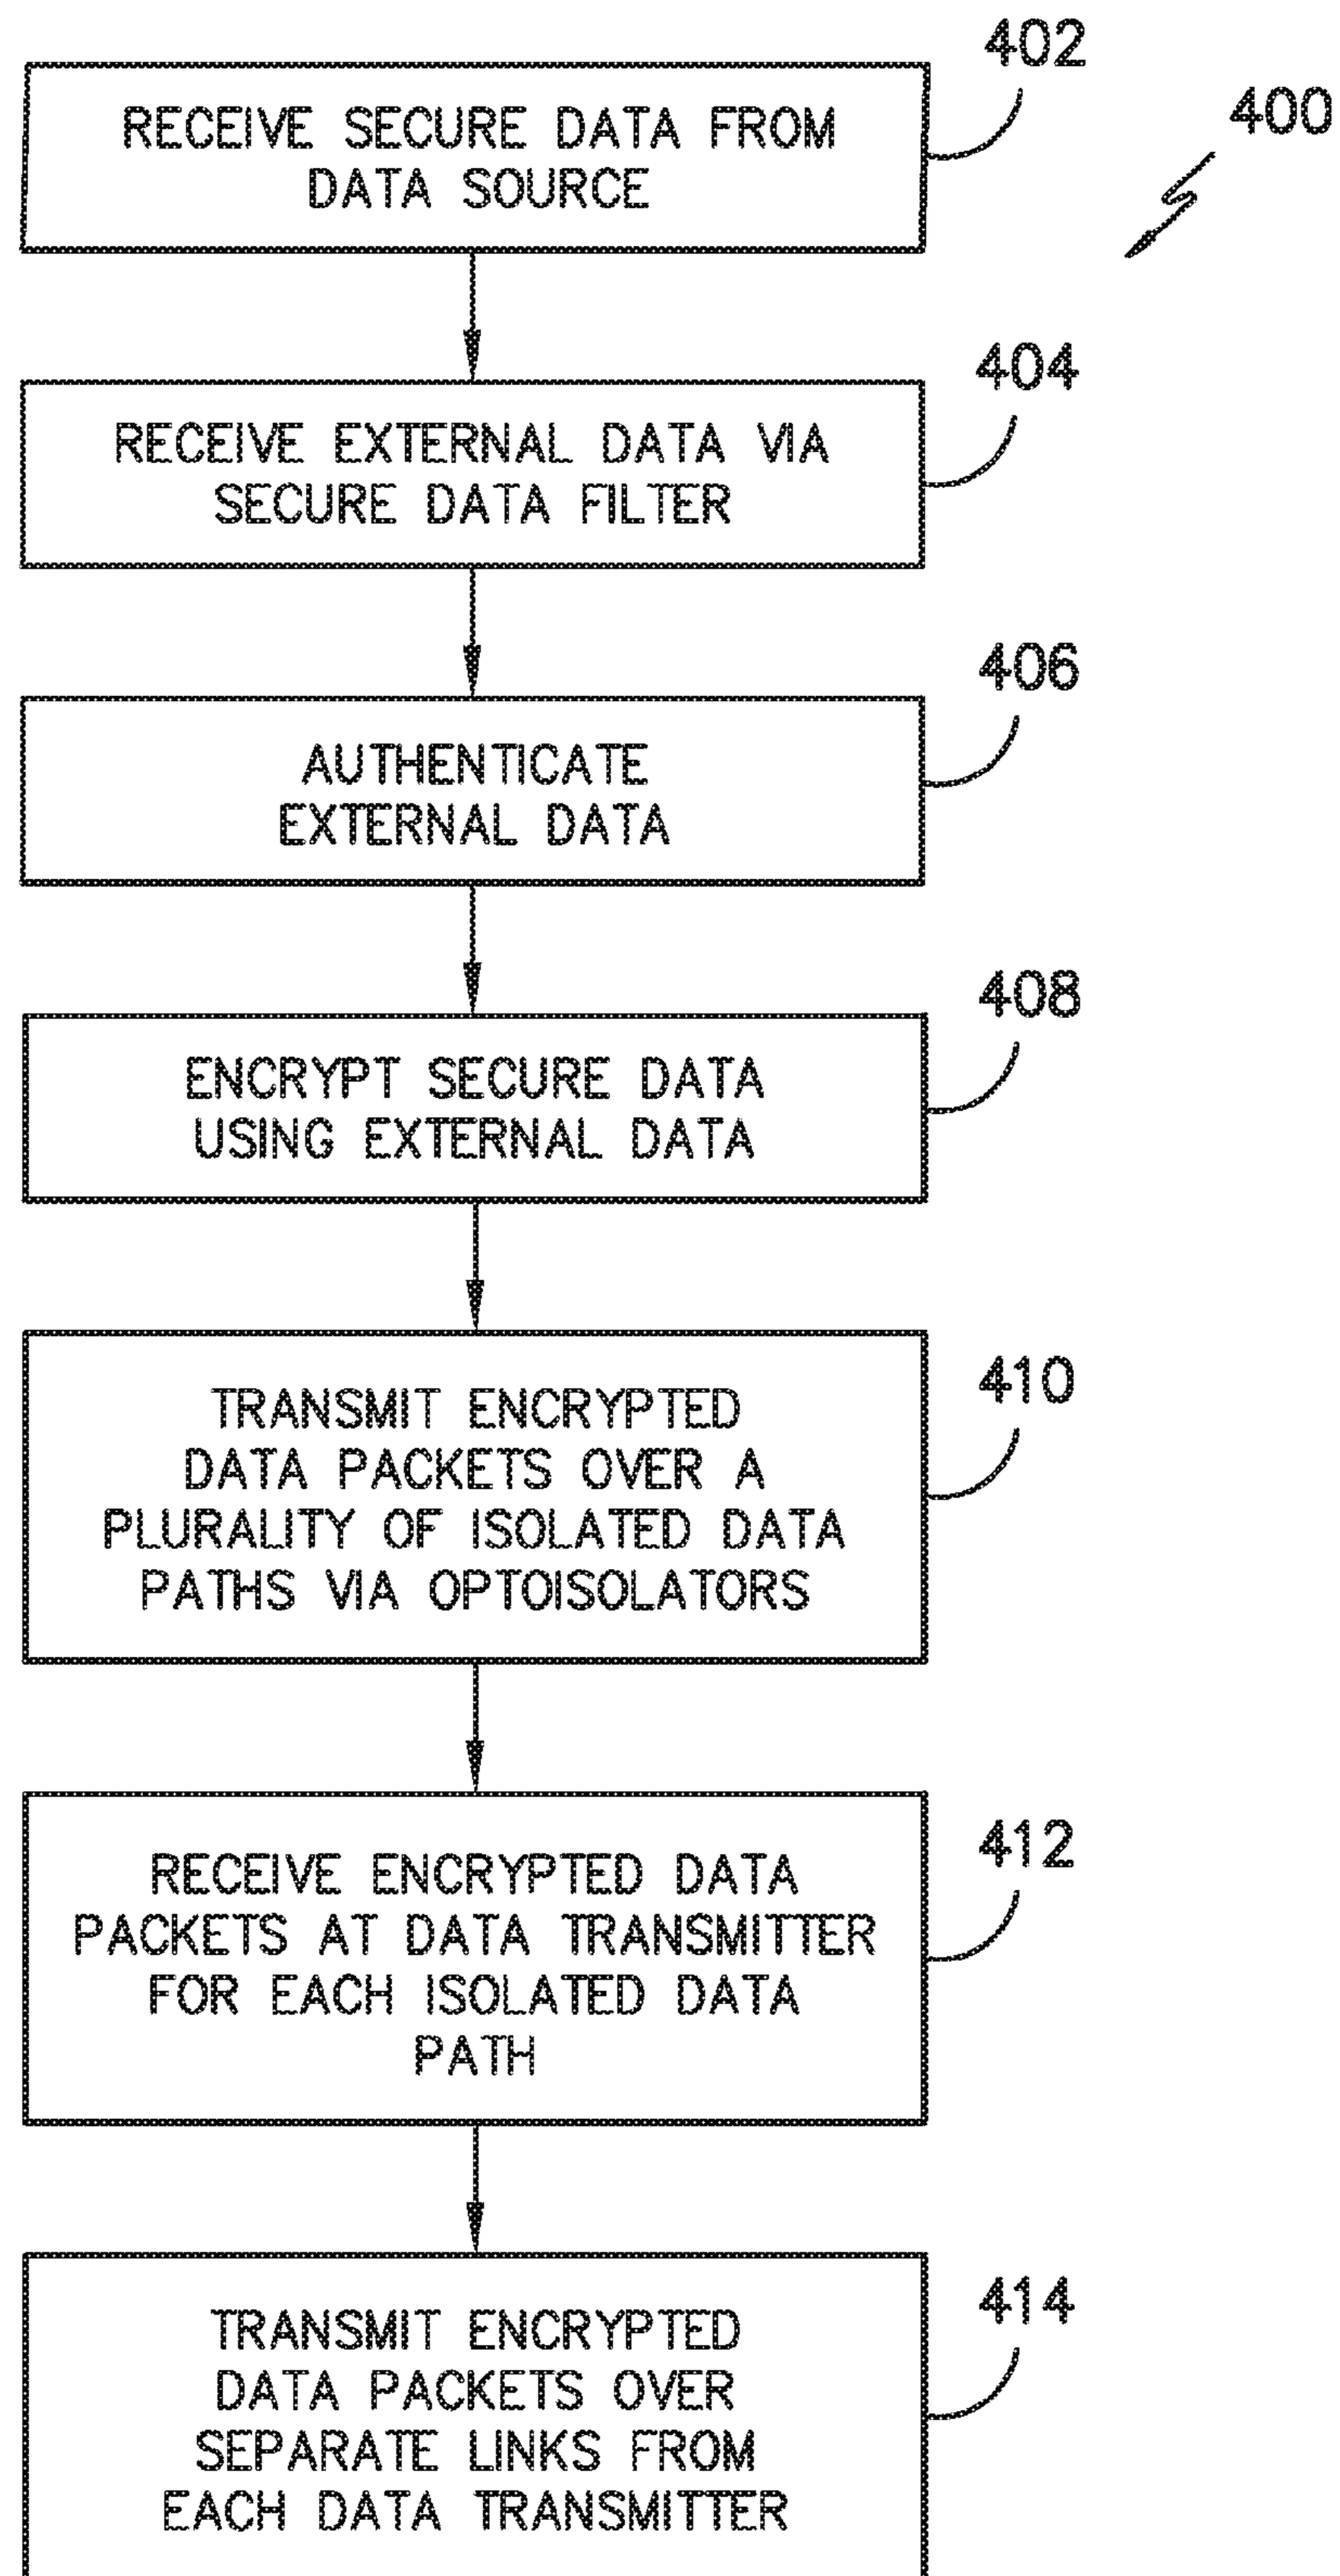 402
400
RECEIVE SECURE DATA FROM
DATA SOURCE
404
RECEIVE EXTERNAL DATA VIA
SECURE DATA FILTER
406
AUTHENTICATE
EXTERNAL DATA
408
ENCRYPT SECURE DATA
USING EXTERNAL DATA
410
TRANSMIT ENCRYPTED
DATA PACKETS OVER A
PLURALITY OF ISOLATED DATA
PATHS VIA OPTOISOLATORS
412
RECEIVE ENCRYPTED DATA
PACKETS AT DATA TRANSMITTER
FOR EACH ISOLATED DATA
PATH
414
TRANSMIT ENCRYPTED
DATA PACKETS OVER
SEPARATE LINKS FROM
EACH DATA TRANSMITTER